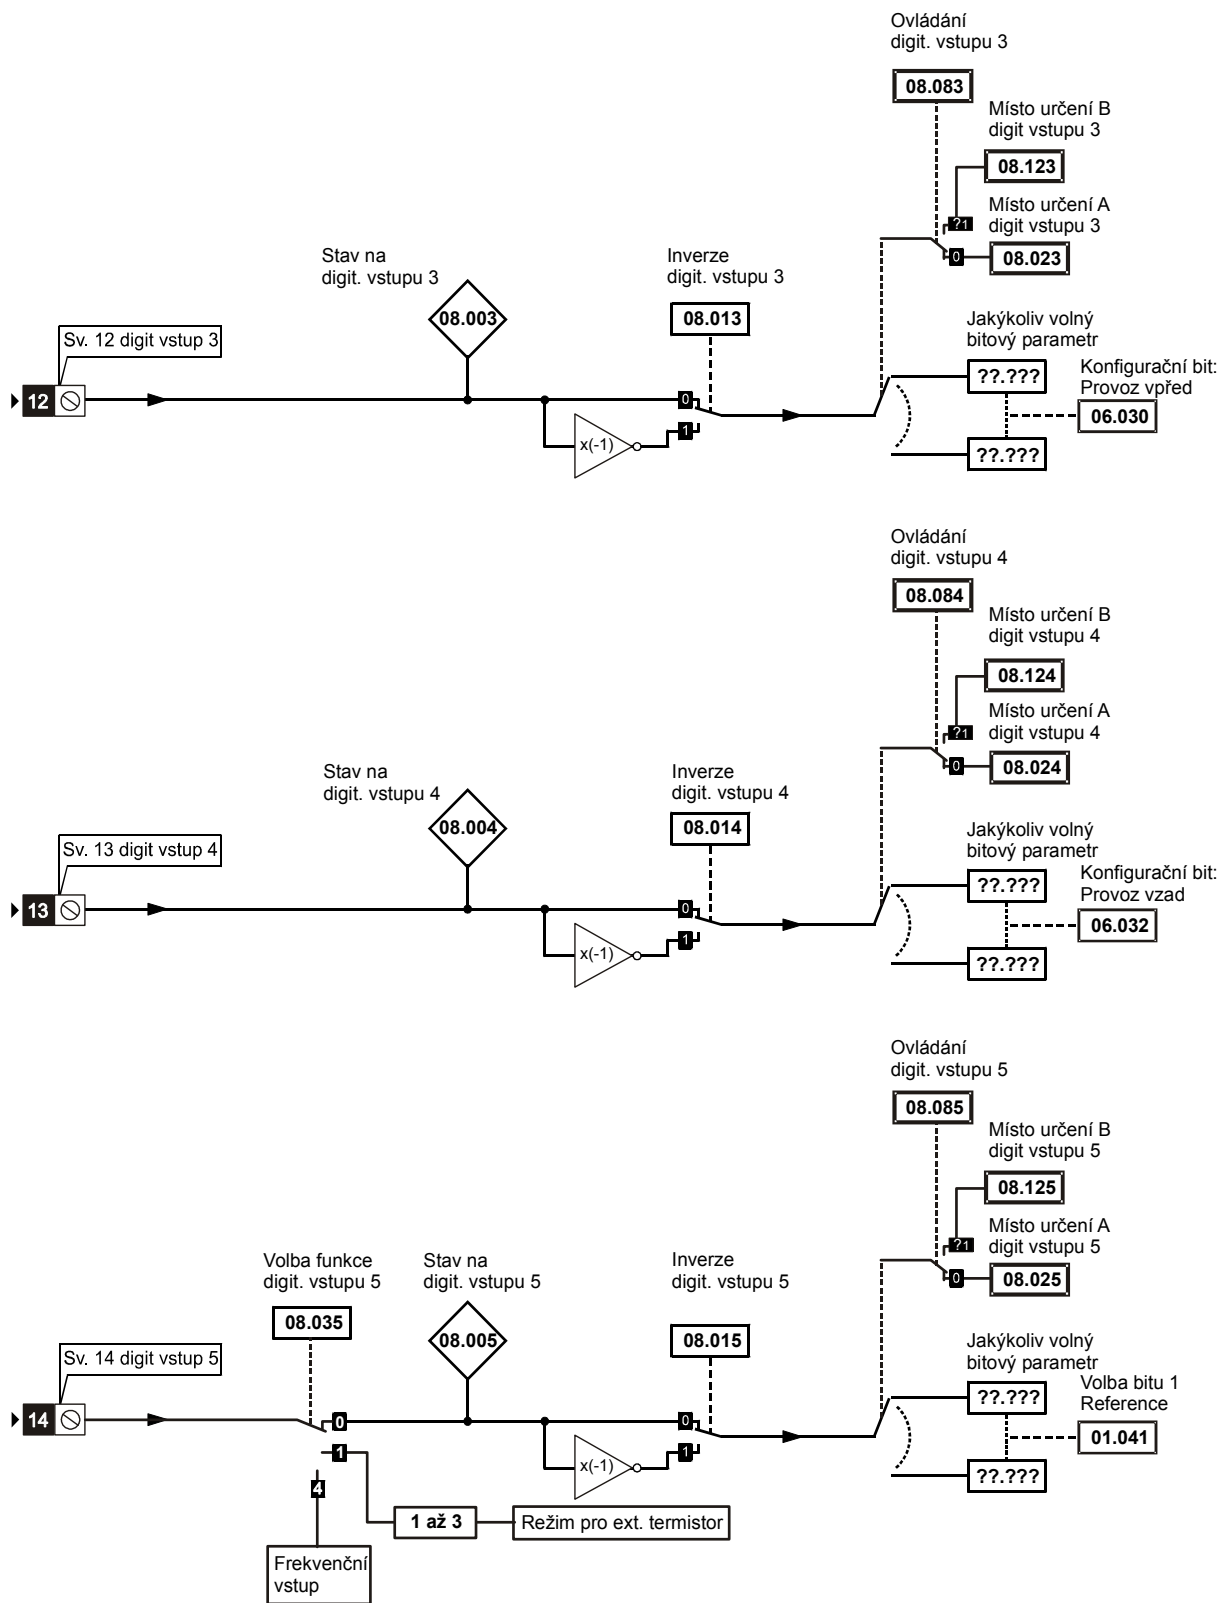 Ovládání
digit. vstupu 3
08.083
Místo určení B
digit vstupu 3
08.123
Místo určení A
digit vstupu 3
?1
0
08.023
Stav na
digit. vstupu 3
08.003
Inverze
digit. vstupu 3
08.013
Jakýkoliv volný
bitový parametr
??.???
Konfigurační bit:
Provoz vpřed
06.030
??.???
Sv. 12 digit vstup 3
12
0
1
x(-1)
Ovládání
digit. vstupu 4
08.084
Místo určení B
digit vstupu 4
08.124
Místo určení A
digit vstupu 4
?1
0
08.024
Stav na
digit. vstupu 4
08.004
Inverze
digit. vstupu 4
08.014
Jakýkoliv volný
bitový parametr
??.???
Konfigurační bit:
Provoz vzad
06.032
??.???
Sv. 13 digit vstup 4
13
0
1
x(-1)
Ovládání
digit. vstupu 5
08.085
Místo určení B
digit vstupu 5
08.125
Místo určení A
digit vstupu 5
?1
0
08.025
Volba funkce
digit. vstupu 5
08.035
Stav na
digit. vstupu 5
08.005
Inverze
digit. vstupu 5
08.015
Jakýkoliv volný
bitový parametr
??.???
Volba bitu 1
Reference
01.041
??.???
Sv. 14 digit vstup 5
14
0
1
4
0
1
x(-1)
1 až 3
Režim pro ext. termistor
Frekvenční
vstup